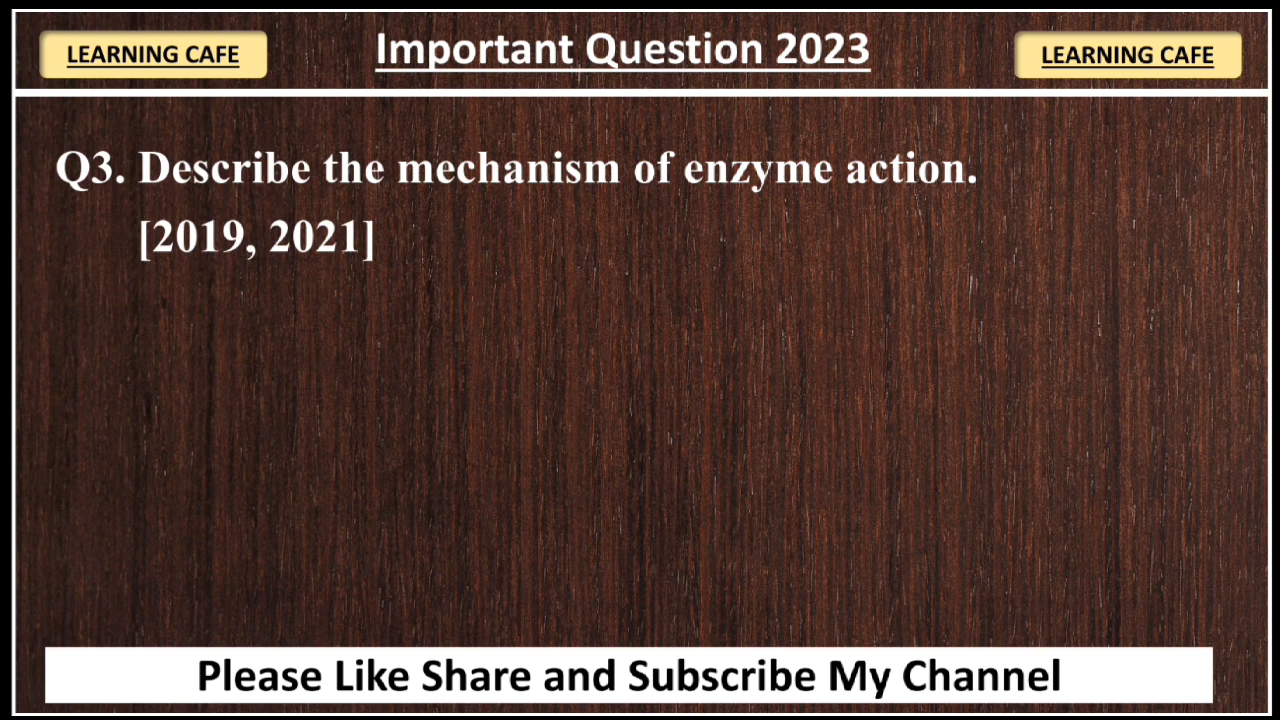 LEARNING CAFE
Important Question 2023
LEARNING CAFE
Q3. Describe the mechanism of enzyme action.
[2019, 2021]
Please Like Share and Subscribe My Channel